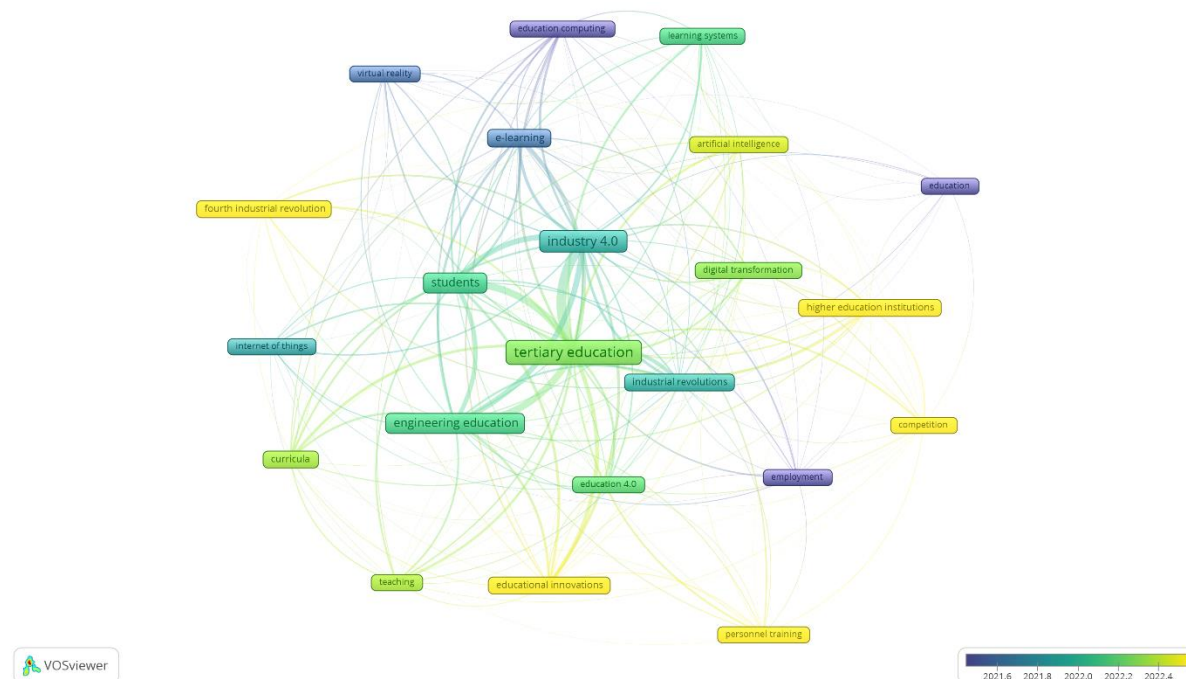 education computing
learning systems
virtual reality
e-learning
artificial intelligence
education
fourth industrial revolution
industry 4.0
digital transformation
students
higher education institutions
internet of things
tertiary education
industrial revolutions
engineering education
competition
curricula
employment
education 4.0
teaching
educational innovations
personnel training
VOSviewer
2021.6 2021.8 2022.0 2022.2 2022.4